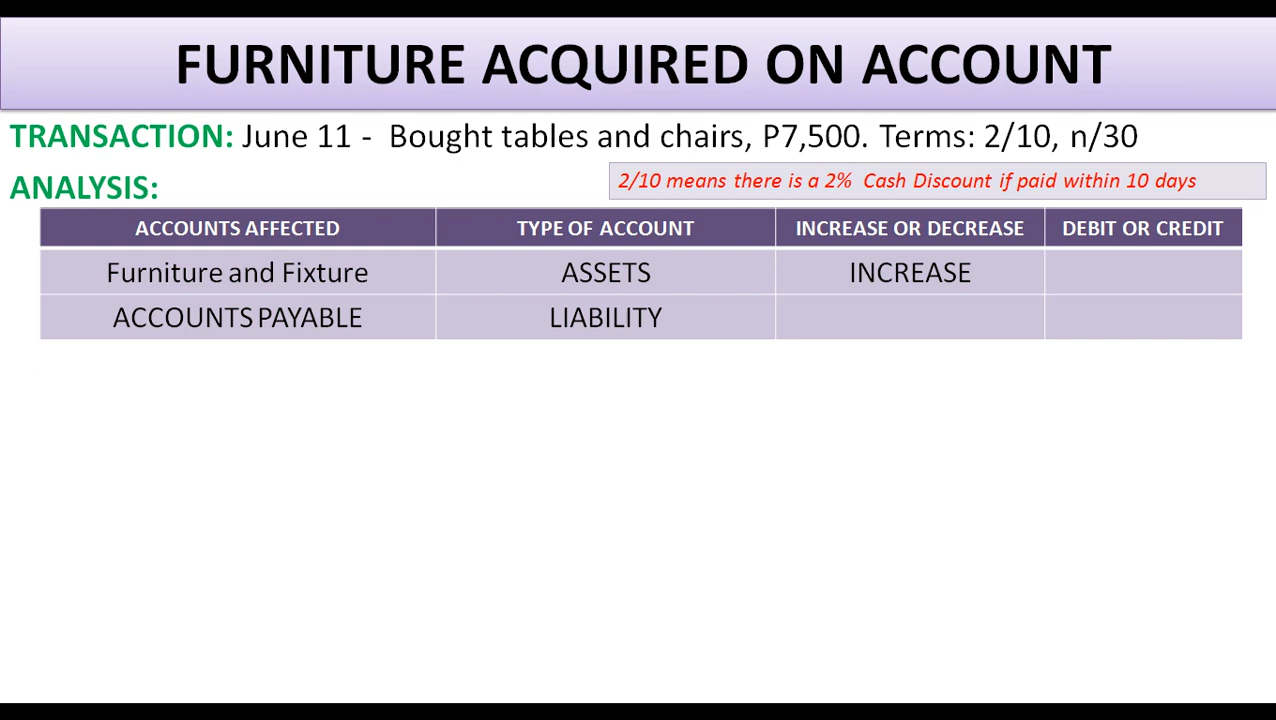 FURNITURE ACQUIRED ON ACCOUNT
TRANSACTION: June 11 - Bought tables and chairs, P7,500. Terms: 2/10, n/30
ANALYSIS:
2/10 means there is a 2% Cash Discount if paid within 10 days
ACCOUNTS AFFECTED TYPE OF ACCOUNT INCREASE OR DECREASE DEBIT OR CREDIT
Furniture and Fixture ASSETS INCREASE
ACCOUNTS PAYABLE LIABILITY